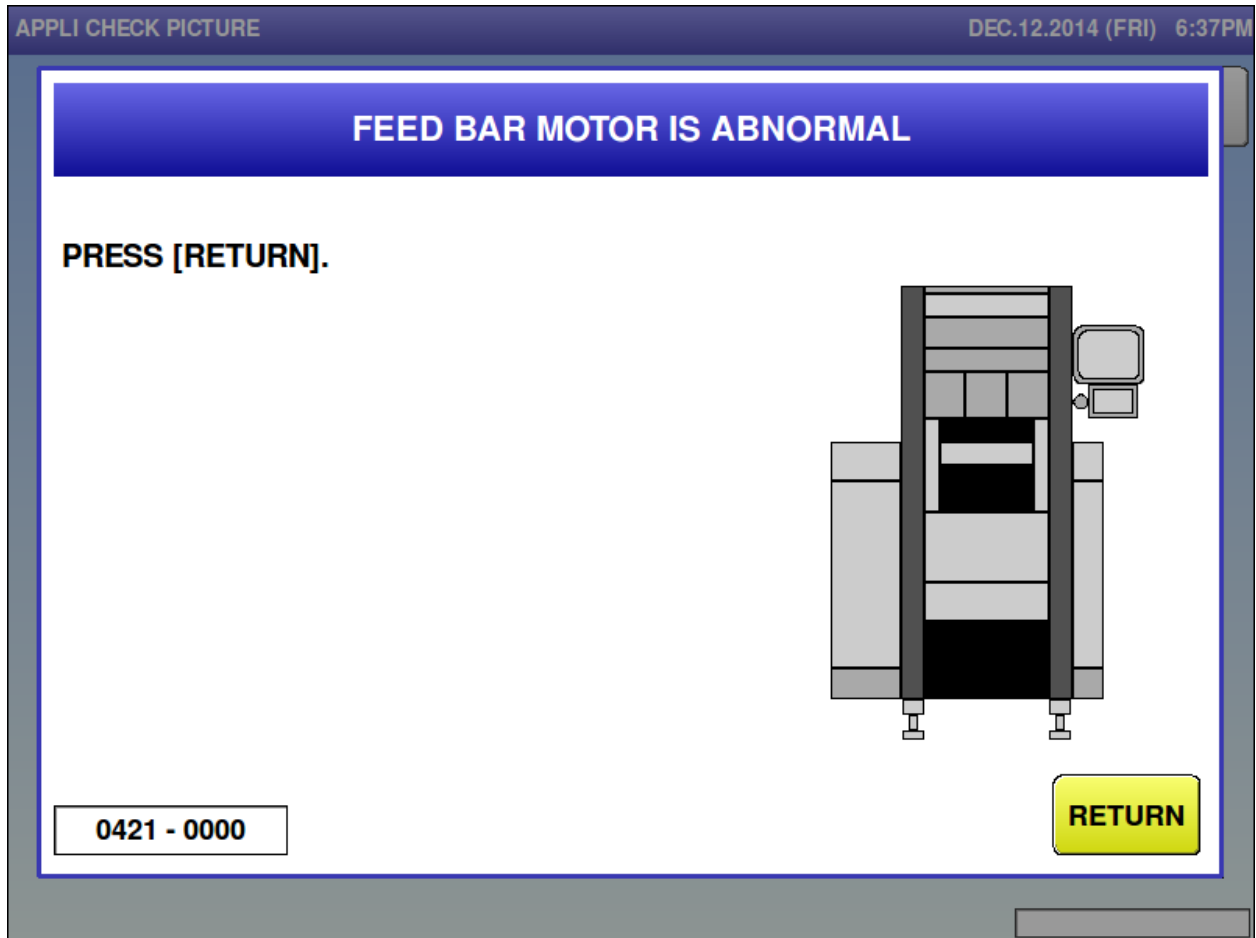 APPLI CHECK PICTURE DEC.12.2014 (FRI) 6:37PM
FEED BAR MOTOR IS ABNORMAL
PRESS [RETURN].
0421 - 0000
RETURN